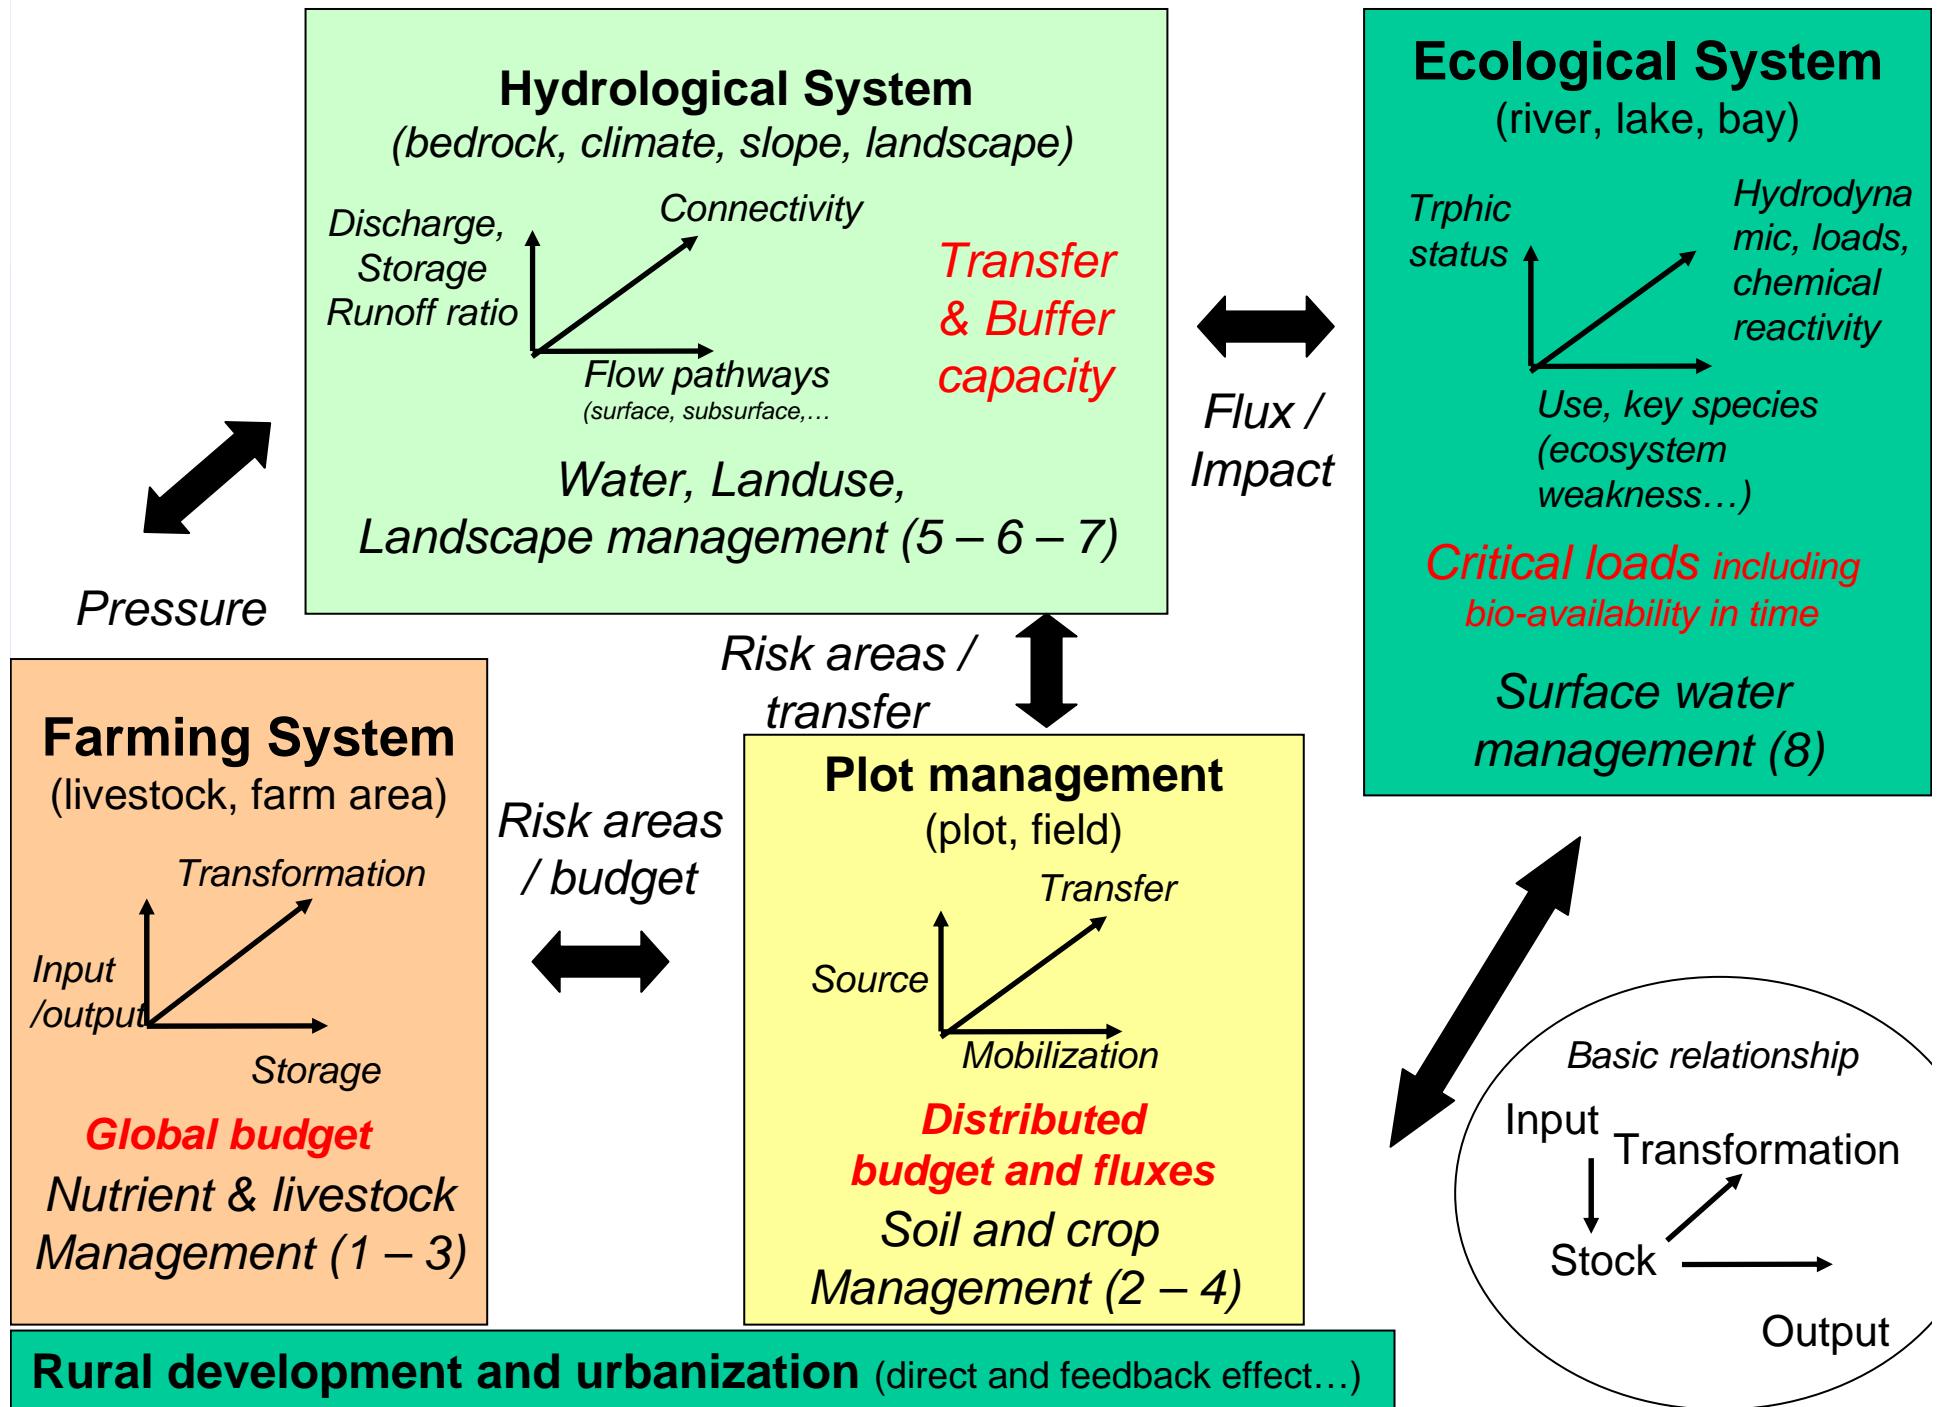 Hydrological System
(bedrock, climate, slope, landscape)
Discharge,
Storage
Runoff ratio
Connectivity
Flow pathways
(surface, subsurface,…
Transfer
& Buffer
capacity
Water, Landuse,
Landscape management (5 – 6 – 7)
Ecological System
(river, lake, bay)
Trphic
status
Hydrodyna
mic, loads,
chemical
reactivity
Use, key species
(ecosystem
weakness…)
Critical loads including
bio-availability in time
Surface water
management (8)
Flux /
Impact
Pressure
Risk areas /
transfer
Farming System
(livestock, farm area)
Transformation
Input
/output
Storage
Global budget
Nutrient & livestock
Management (1 – 3)
Risk areas
/ budget
Plot management
(plot, field)
Transfer
Source
Mobilization
Distributed
budget and fluxes
Soil and crop
Management (2 – 4)
Basic relationship
Input
Transformation
Stock
Output
Rural development and urbanization (direct and feedback effect…)